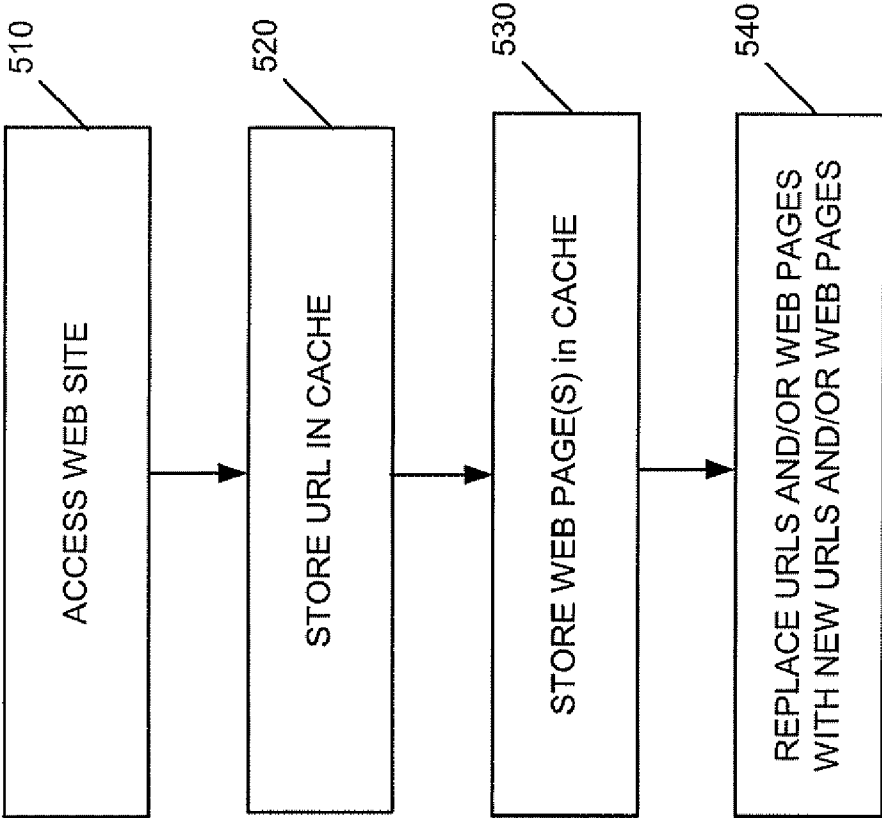 510
ACCESS WEB SITE
520
STORE URL IN CACHE
530
STORE WEB PAGE(S) in CACHE
540
REPLACE URLS AND/OR WEB PAGES
WITH NEW URLS AND/OR WEB PAGES